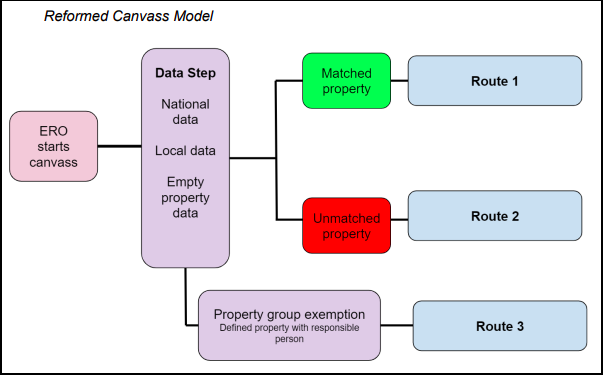 Reformed Canvass Model
ERO
starts
canvass
Data Step
National
data
Local data
Empty
property
data
Matched
property
Route 1
Unmatched
property
Route 2
Property group exemption
Defined property with responsible
person
Route 3